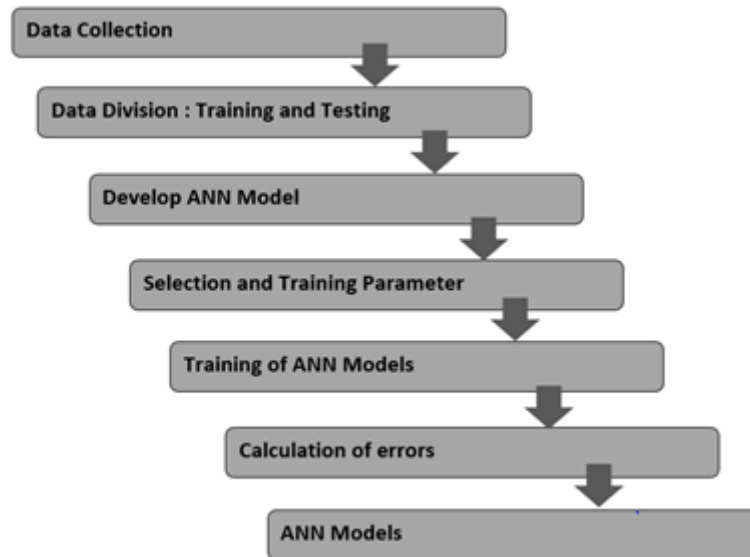 Data Collection
Data Division : Training and Testing
Develop ANN Model
Selection and Training Parameter
Training of ANN Models
Calculation of errors
ANN Models